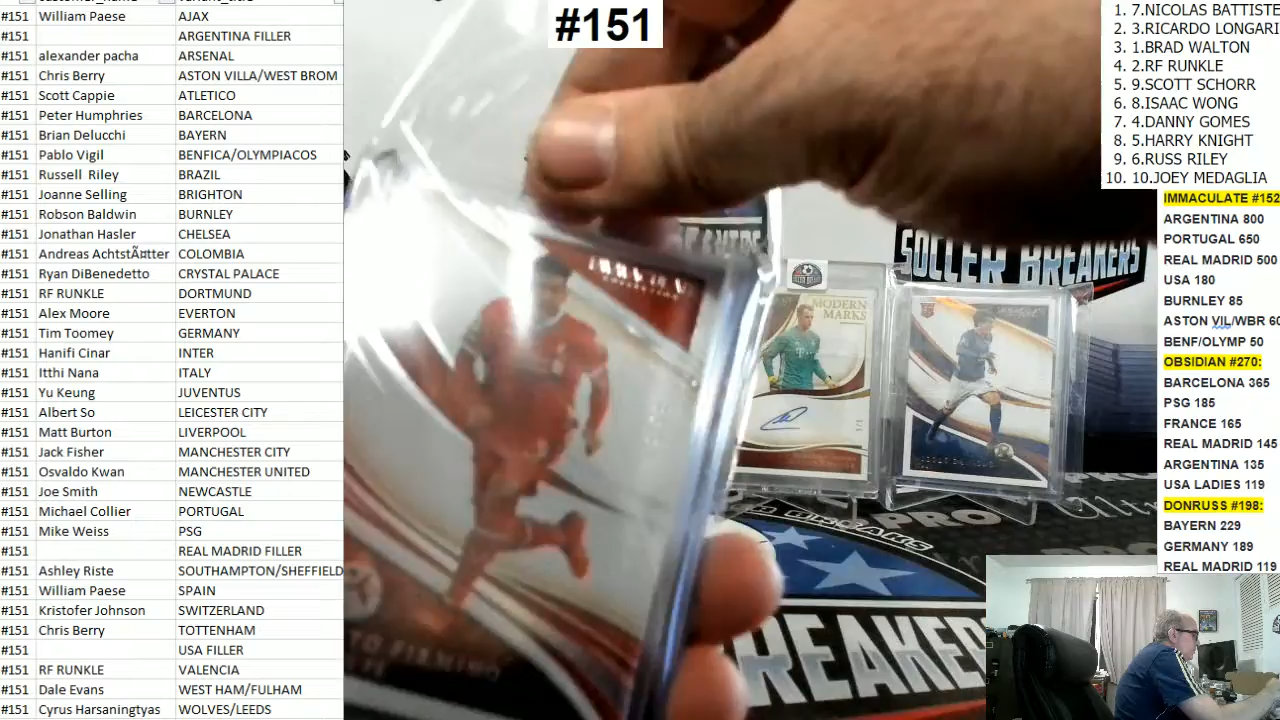 #151 William Paese AJAX
#151 ARGENTINA FILLER
#151 alexander pacha ARSENAL
#151 Chris Berry ASTON VILLA/WEST BROM
#151 Scott Cappie ATLETICO
#151 Peter Humphries BARCELONA
#151 Brian Delucchi BAYERN
#151 Pablo Vigil BENFICA/OLYMPIACOS
#151 Russell Riley BRAZIL
#151 Joanne Selling BRIGHTON
#151 Robson Baldwin BURNLEY
#151 Jonathan Hasler CHELSEA
#151 Andreas AchtstÃ¤tter COLOMBIA
#151 Ryan DiBenedetto CRYSTAL PALACE
#151 RF RUNKLE DORTMUND
#151 Alex Moore EVERTON
#151 Tim Toomey GERMANY
#151 Hanifi Cinar INTER
#151 Itthi Nana ITALY
#151 Yu Keung JUVENTUS
#151 Albert So LEICESTER CITY
#151 Matt Burton LIVERPOOL
#151 Jack Fisher MANCHESTER CITY
#151 Osvaldo Kwan MANCHESTER UNITED
#151 Joe Smith NEWCASTLE
#151 Michael Collier PORTUGAL
#151 Mike Weiss PSG
#151 REAL MADRID FILLER
#151 Ashley Riste SOUTHAMPTON/SHEFFIELD
#151 William Paese SPAIN
#151 Kristofer Johnson SWITZERLAND
#151 Chris Berry TOTTENHAM
#151 USA FILLER
#151 RF RUNKLE VALENCIA
#151 Dale Evans WEST HAM/FULHAM
#151 Cyrus Harsaningtyas WOLVES/LEEDS
#151
SOCCER BREAKERS
MODERN
MARKS
BREAKERS
1. 7.NICOLAS BATTISTE
2. 3.RICARDO LONGARI
3. 1.BRAD WALTON
4. 2.RF RUNKLE
5. 9.SCOTT SCHORR
6. 8.ISAAC WONG
7. 4.DANNY GOMES
8. 5.HARRY KNIGHT
9. 6.RUSS RILEY
10. 10.JOEY MEDAGLIA
IMMACULATE #152
ARGENTINA 800
PORTUGAL 650
REAL MADRID 500
USA 180
BURNLEY 85
ASTON VIL/WBR 60
BENF/OLYMP 50
OBSIDIAN #270:
BARCELONA 365
PSG 185
FRANCE 165
REAL MADRID 145
ARGENTINA 135
USA LADIES 119
DONRUSS #198:
BAYERN 229
GERMANY 189
REAL MADRID 119